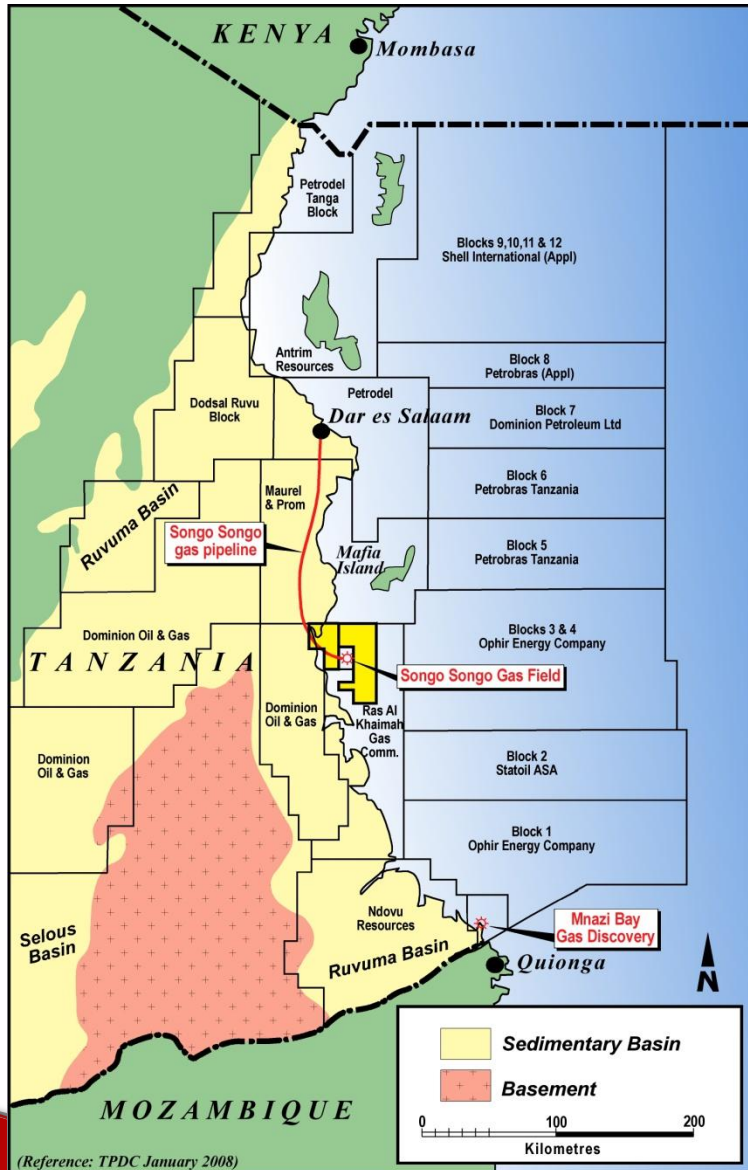 KENYA
Mombasa
Petrodel
Tanga
Block
Blocks 9,10,11 & 12
Shell International (Appl)
Antrim
Resources
Block 8
Petrobras (Appl)
Petrodel
Dodsal Ruvu
Block
Block 7
Dominion Petroleum Ltd
Dar es Salaam
Block 6
Petrobras Tanzania
Maurel
& Prom
Ruvuma Basin
Songo Songo
gas pipeline
Mafia
Island
Block 5
Petrobras Tanzania
Dominion Oil & Gas
Blocks 3 & 4
Ophir Energy Company
TANZANIA
Songo Songo Gas Field
Dominion
Oil & Gas
Ras Al
Khaimah
Gas
Comm.
Dominion
Oil & Gas
Block 2
Statoil ASA
Block 1
Ophir Energy Company
Selous
Basin
Ndovu
Resources
Ruvuma Basin
Mnazi Bay
Gas Discovery
Quionga
N
Sedimentary Basin
Basement
MOZAMBIQUE
0 100 200
Kilometres
(Reference: TPDC January 2008)